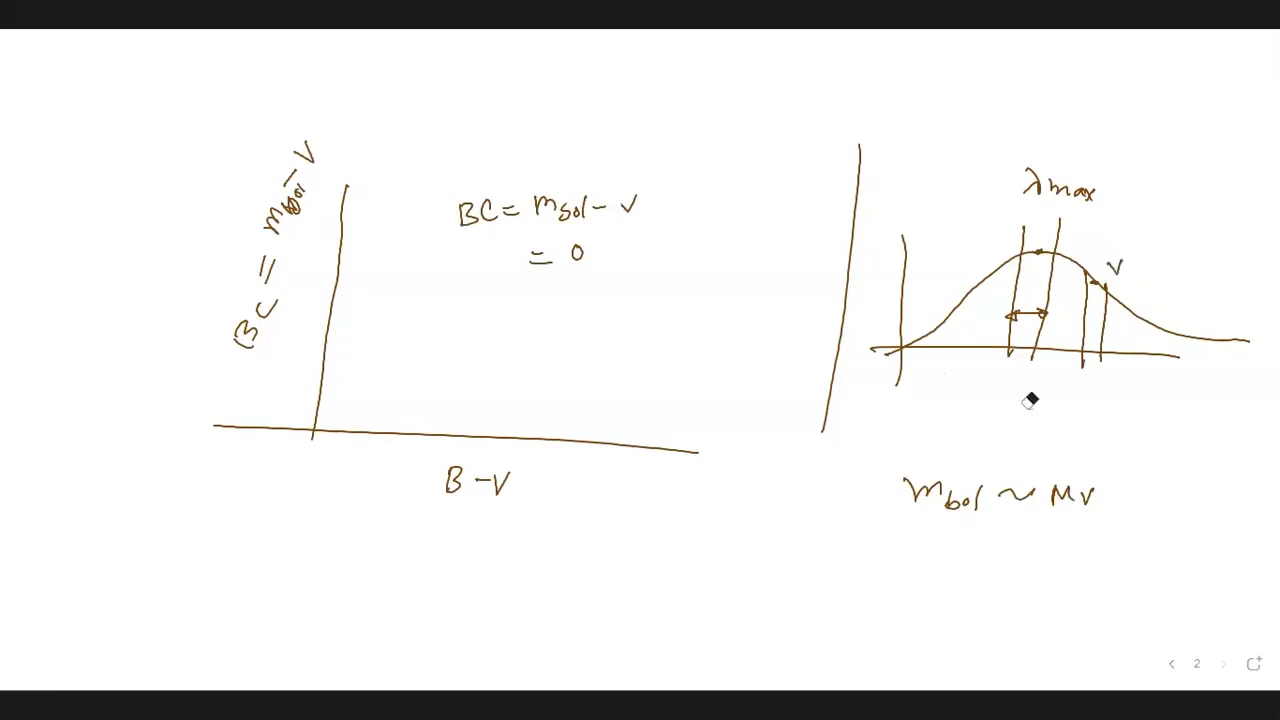 BC = mbol - V
BC = mbol - V
= 0
B - V
λmax
V
mbol ~ MV
2